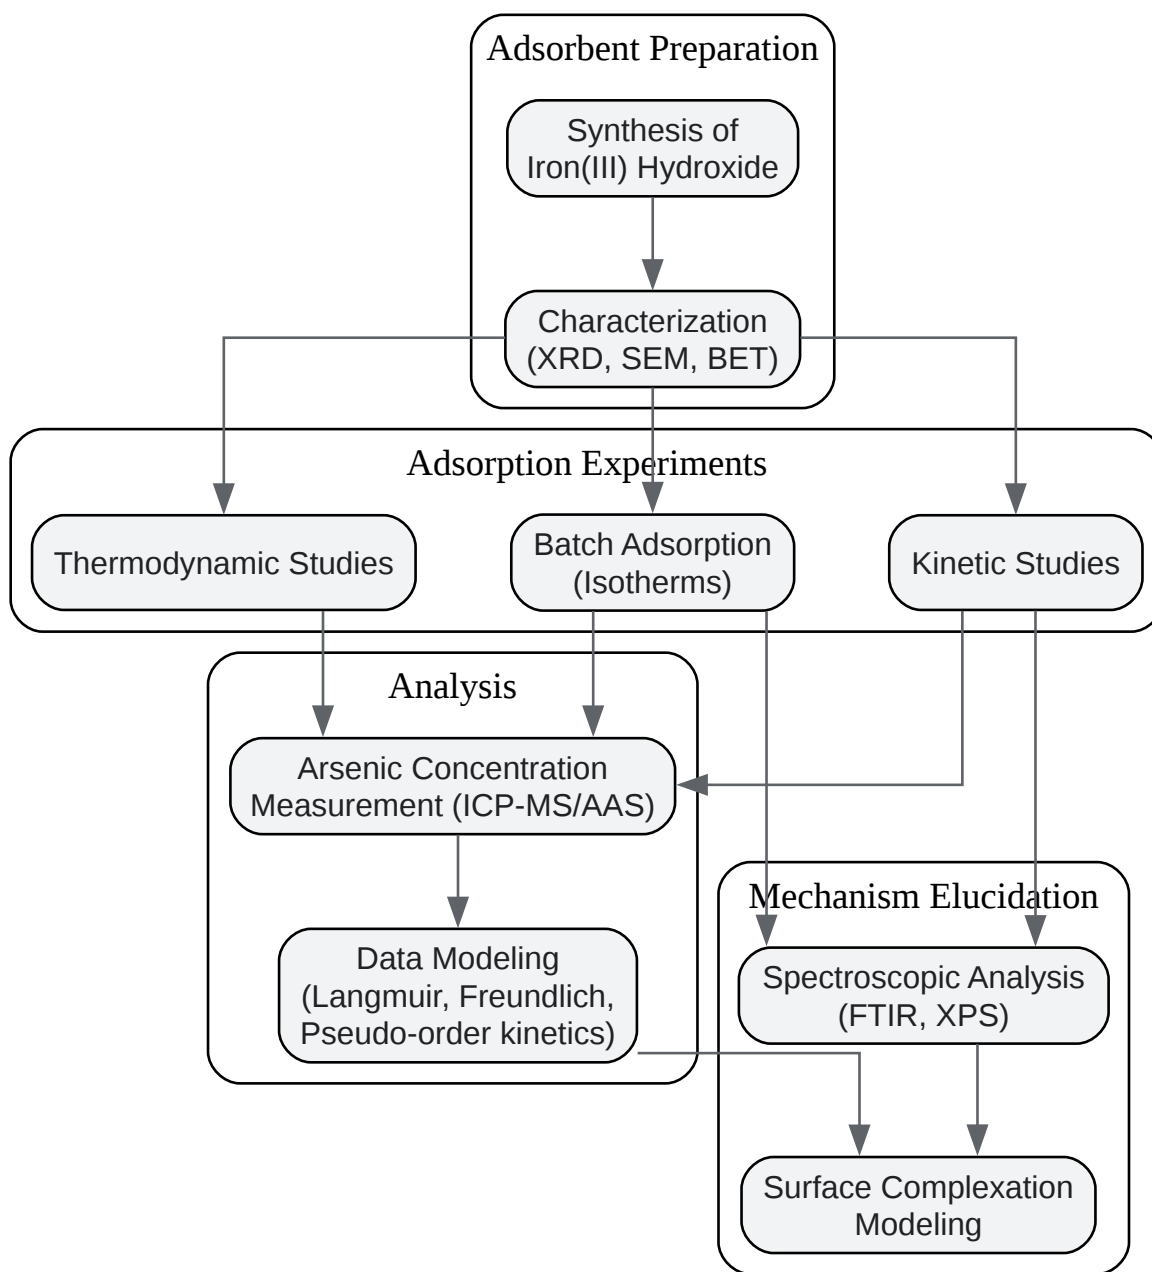 Adsorbent Preparation
Synthesis of
Iron(III) Hydroxide
Characterization
(XRD, SEM, BET)
Adsorption Experiments
Thermodynamic Studies
Batch Adsorption
(Isotherms)
Kinetic Studies
Analysis
Arsenic Concentration
Measurement (ICP-MS/AAS)
Data Modeling
(Langmuir, Freundlich,
Pseudo-order kinetics)
Mechanism Elucidation
Spectroscopic Analysis
(FTIR, XPS)
Surface Complexation
Modeling